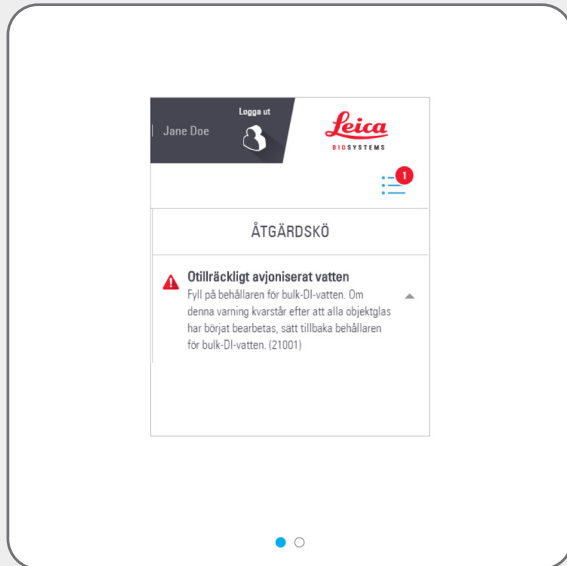 Logga ut
| Jane Doe
Leica
BIOSYSTEMS
1
ÅTGÄRDSKÖ
Otillräckligt avjoniserat vatten
Fyll på behållaren för bulk-DI-vatten. Om
denna varning kvarstår efter att alla objektglas
har börjat bearbetas, sätt tillbaka behållaren
för bulk-DI-vatten. (21001)